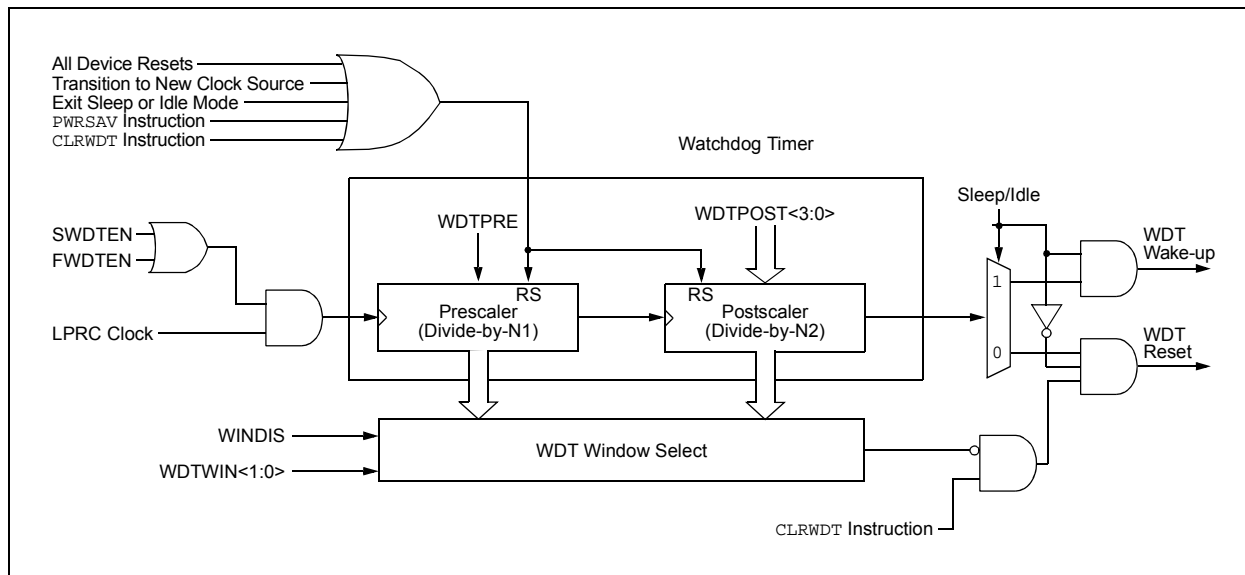 All Device Resets
Transition to New Clock Source
Exit Sleep or Idle Mode
PWRSAV Instruction
CLRWDT Instruction
Watchdog Timer
Sleep/Idle
WDTPRE
WDTPOST<3:0>
SWDTEN
FWDTEN
WDT
Wake-up
RS
RS
1
Prescaler
(Divide-by-N1)
Postscaler
(Divide-by-N2)
LPRC Clock
0
WDT
Reset
WINDIS
WDT Window Select
WDTWIN<1:0>
CLRWDT Instruction